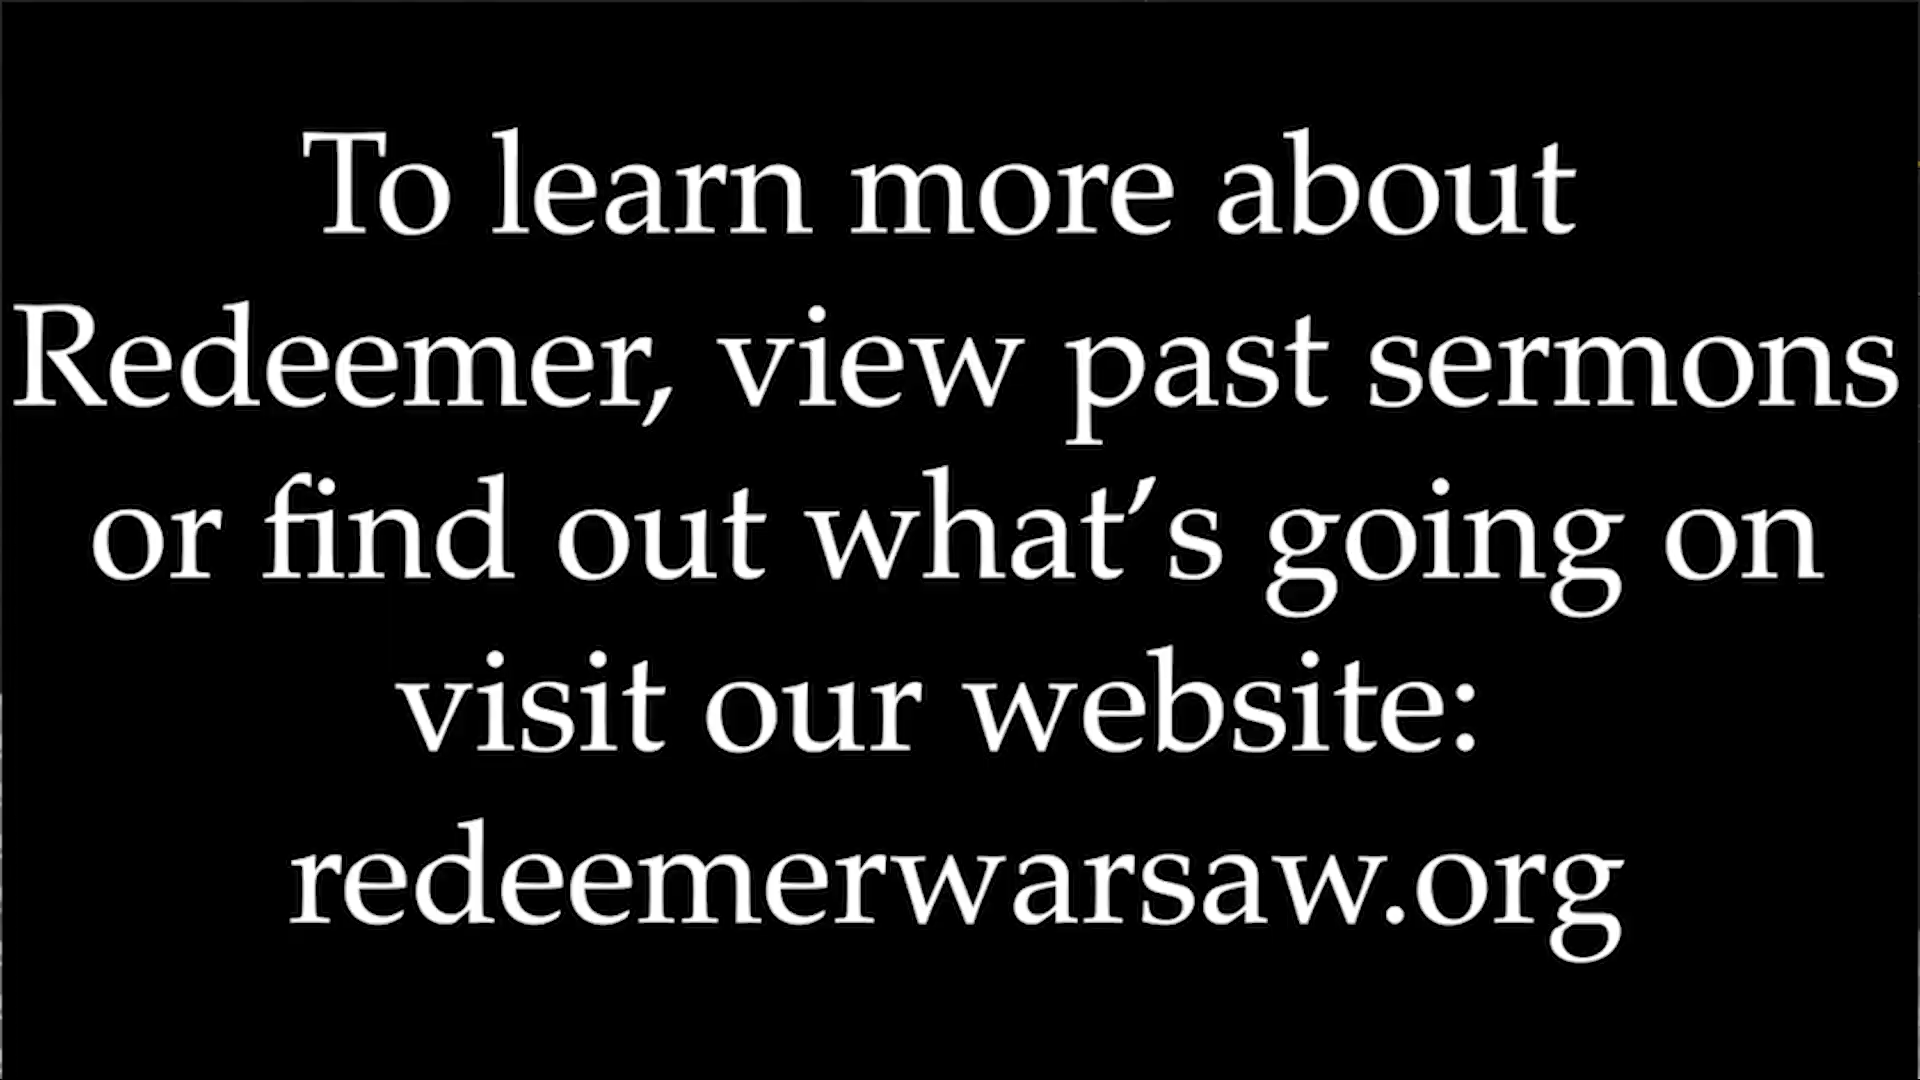 To learn more about
Redeemer, view past sermons
or find out what’s going on
visit our website:
redeemerwarsaw.org